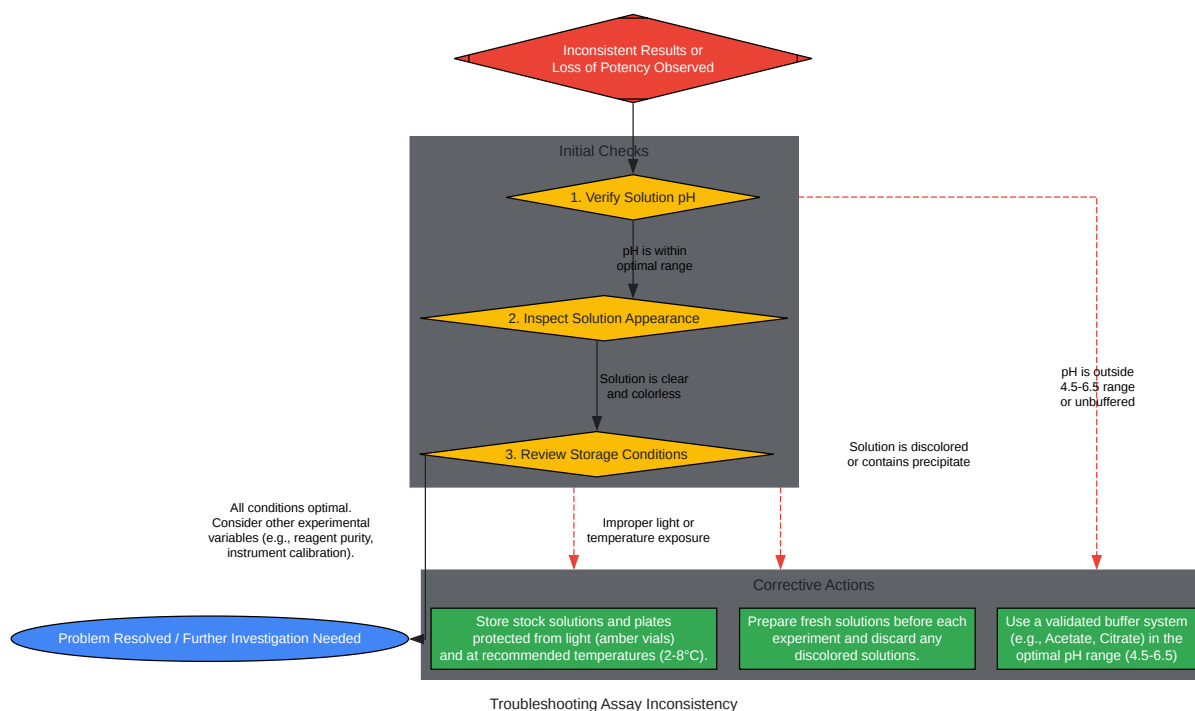 Inconsistent Results or
Loss of Potency Observed
Initial Checks
1. Verify Solution pH
pH is within
optimal range
2. Inspect Solution Appearance
Solution is clear
and colorless
pH is outside
4.5-6.5 range
or unbuffered
Solution is discolored
or contains precipitate
3. Review Storage Conditions
All conditions optimal.
Consider other experimental
variables (e.g., reagent purity,
instrument calibration).
Improper light or
temperature exposure
Corrective Actions
Problem Resolved / Further Investigation Needed
Store stock solutions and plates
protected from light (amber vials)
and at recommended temperatures (2-8°C).
Prepare fresh solutions before each
experiment and discard any
discolored solutions.
Use a validated buffer system
(e.g., Acetate, Citrate) in the
optimal pH range (4.5-6.5)
Troubleshooting Assay Inconsistency